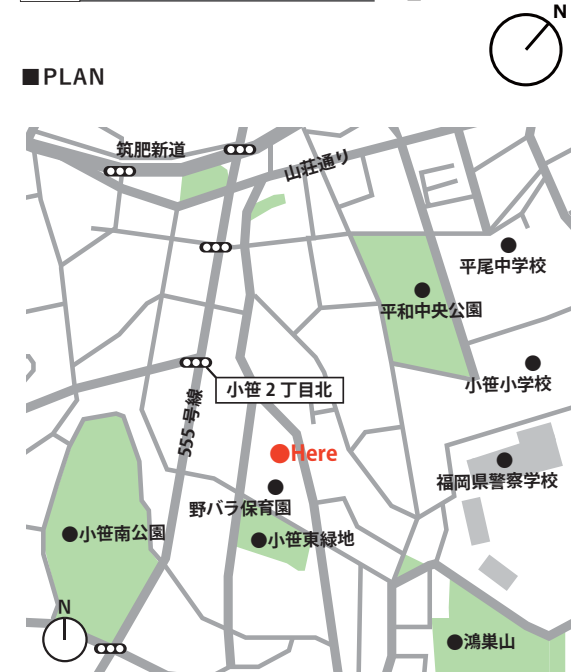 N
■PLAN
筑肥新道
山荘通り
平尾中学校
平和中央公園
小笹小学校
小笹2丁目北
555号線
Here
福岡県警察学校
野バラ保育園
小笹南公園
小笹東緑地
N
鴻巣山